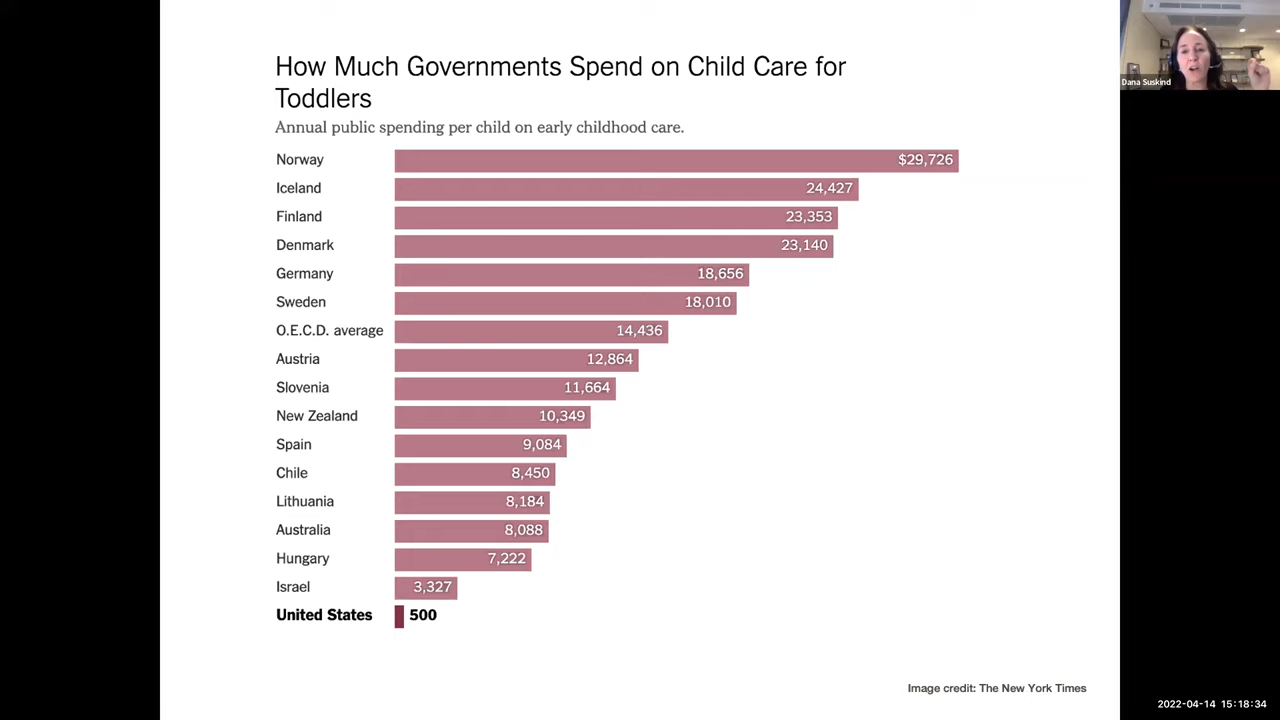 How Much Governments Spend on Child Care for
Toddlers
Annual public spending per child on early childhood care.
Norway $29,726
Iceland 24,427
Finland 23,353
Denmark 23,140
Germany 18,656
Sweden 18,010
O.E.C.D. average 14,436
Austria 12,864
Slovenia 11,664
New Zealand 10,349
Spain 9,084
Chile 8,450
Lithuania 8,184
Australia 8,088
Hungary 7,222
Israel 3,327
United States 500
Image credit: The New York Times
Dana Suskind
2022-04-14 15:18:34